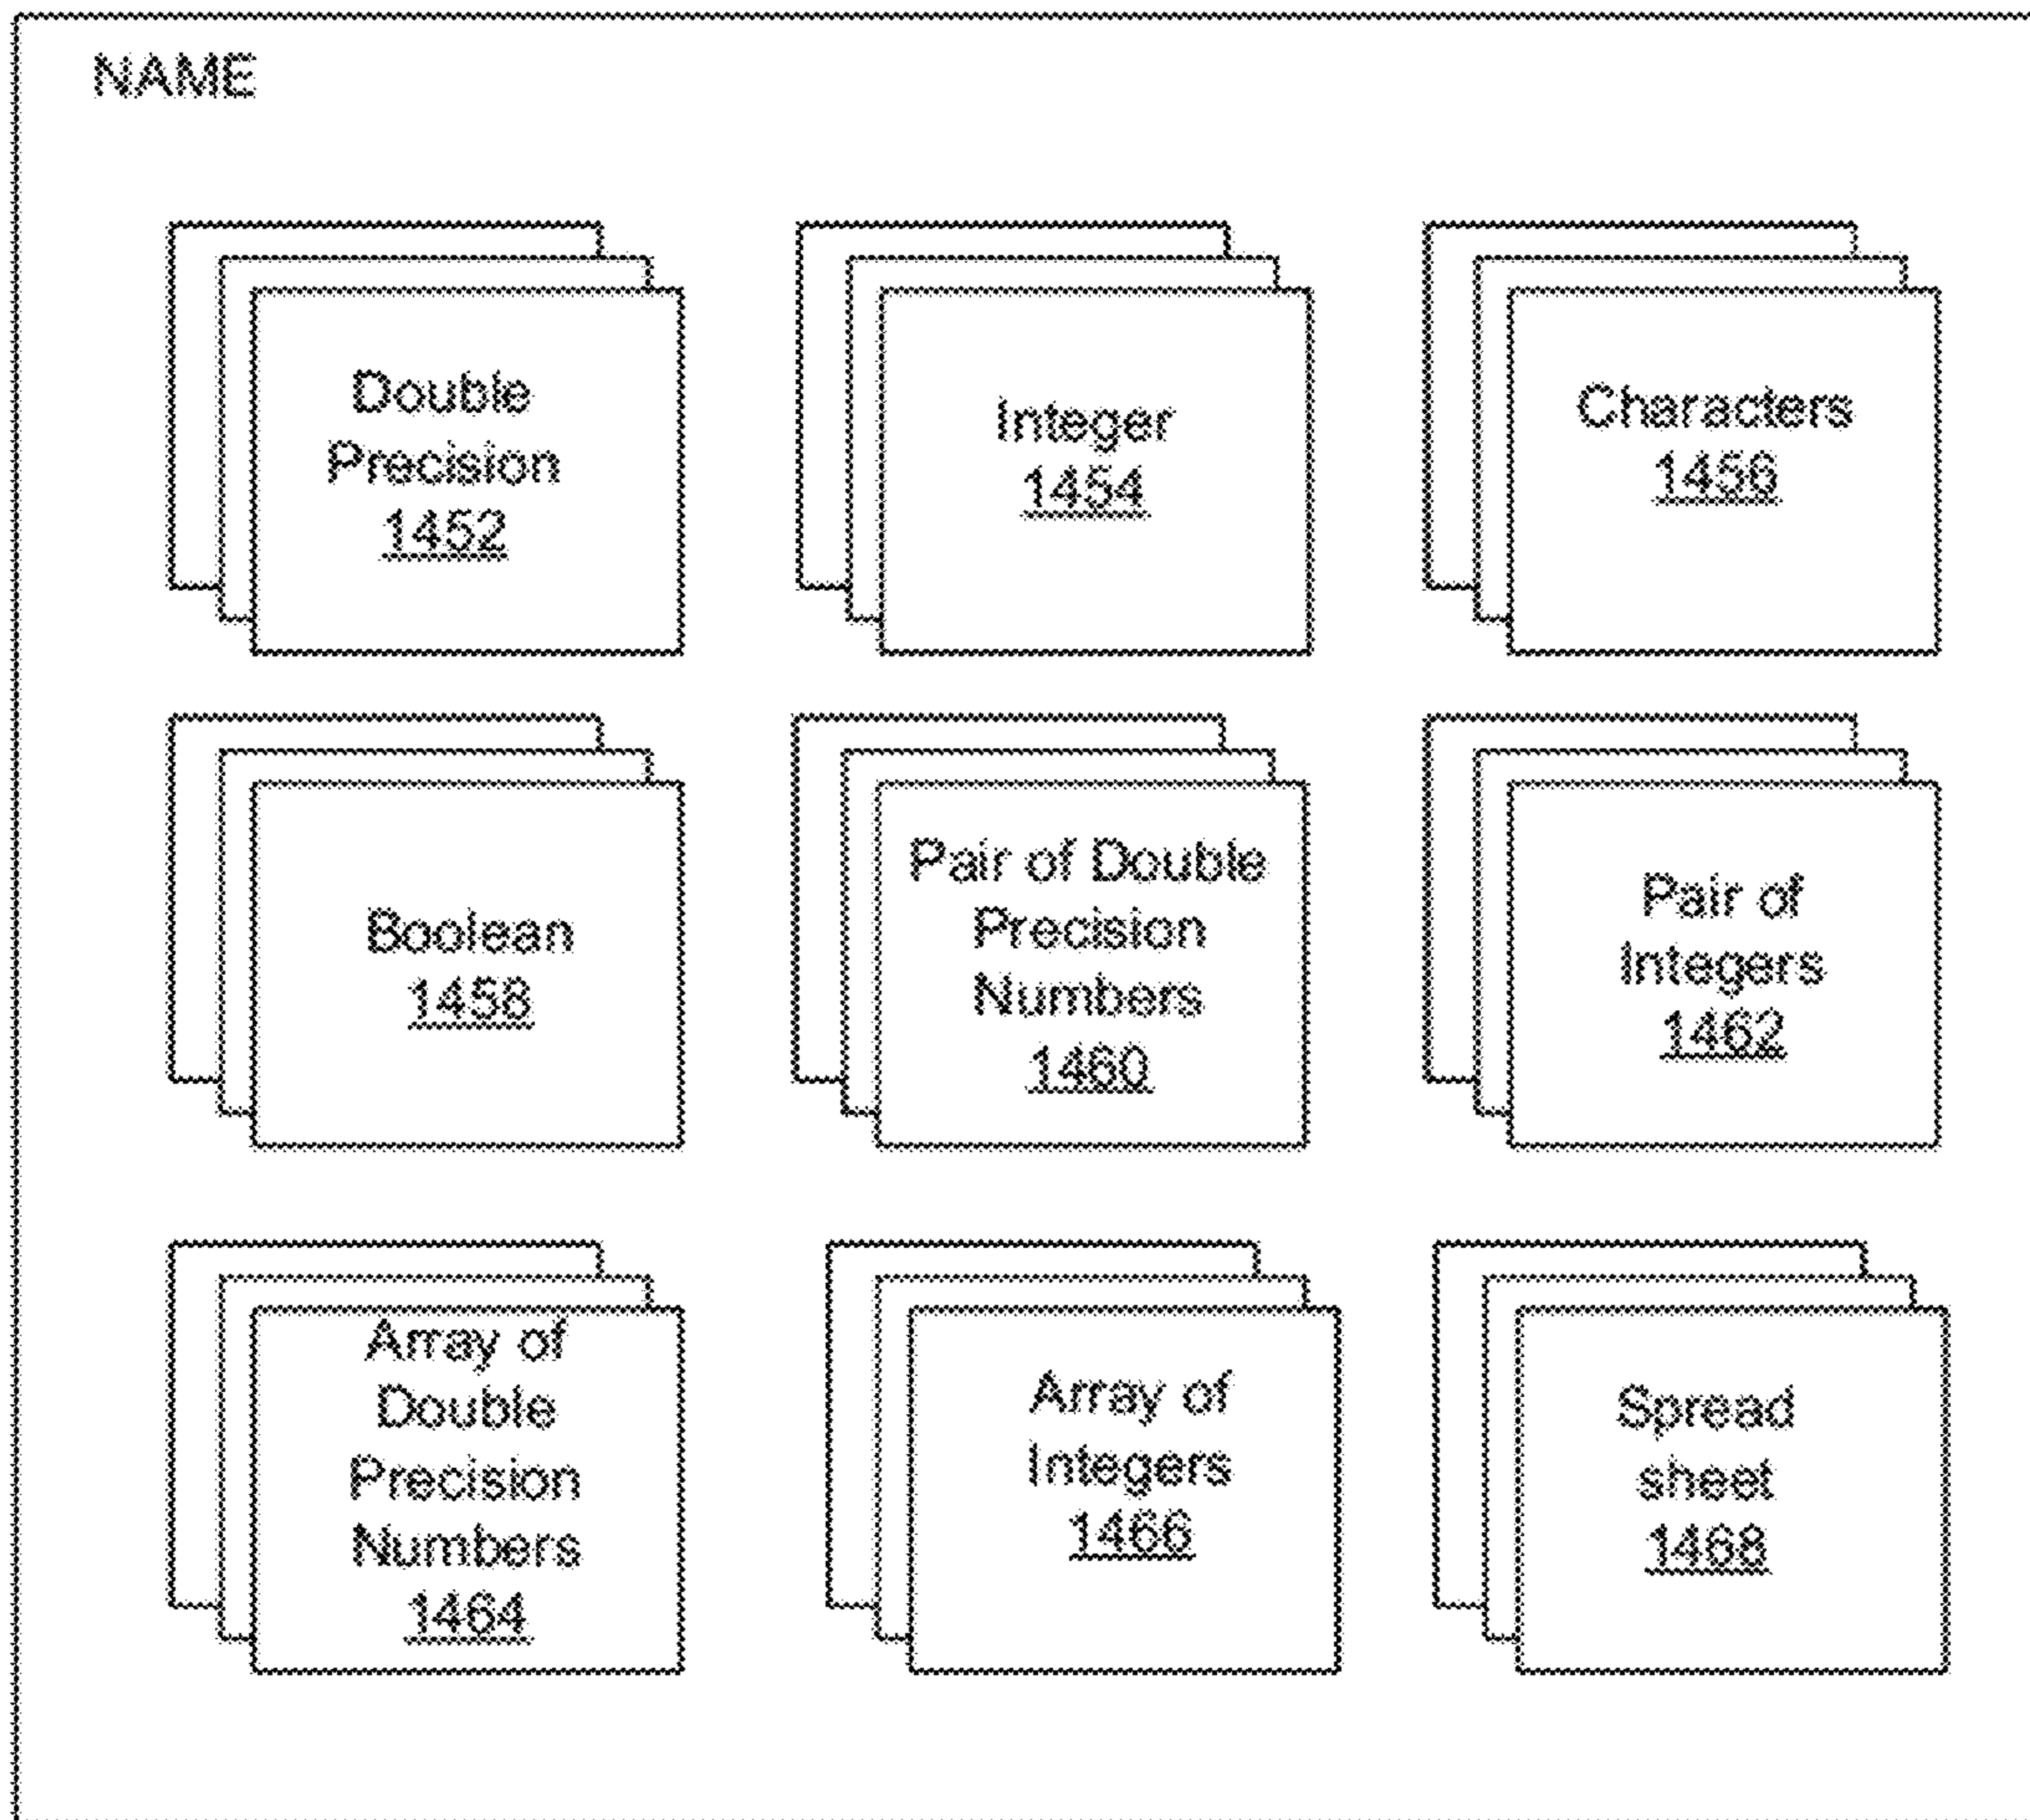 NAME
Double
Precision
1452
Integer
1454
Characters
1456
Boolean
1458
Pair of Double
Precision
Numbers
1460
Pair of
Integers
1462
Array of
Double
Precision
Numbers
1464
Array of
Integers
1466
Spread
sheet
1468